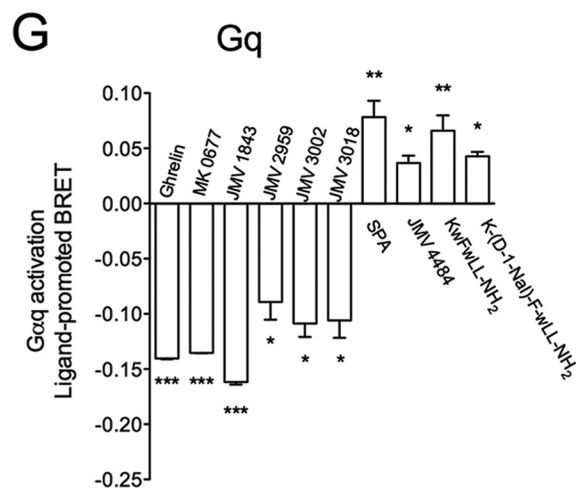 G
Gq
Gαq activation
Ligand-promoted BRET
0.10
0.05
0.00
-0.05
-0.10
-0.15
-0.20
-0.25
Ghrelin
MK 0677
JMV 1843
JMV 2959
JMV 3002
JMV 3018
SPA
JMV 4484
KwFwLL-NH2
K-(D-1-Nal)-F-wLL-NH2
**
*
**
*
***
***
***
*
*
*